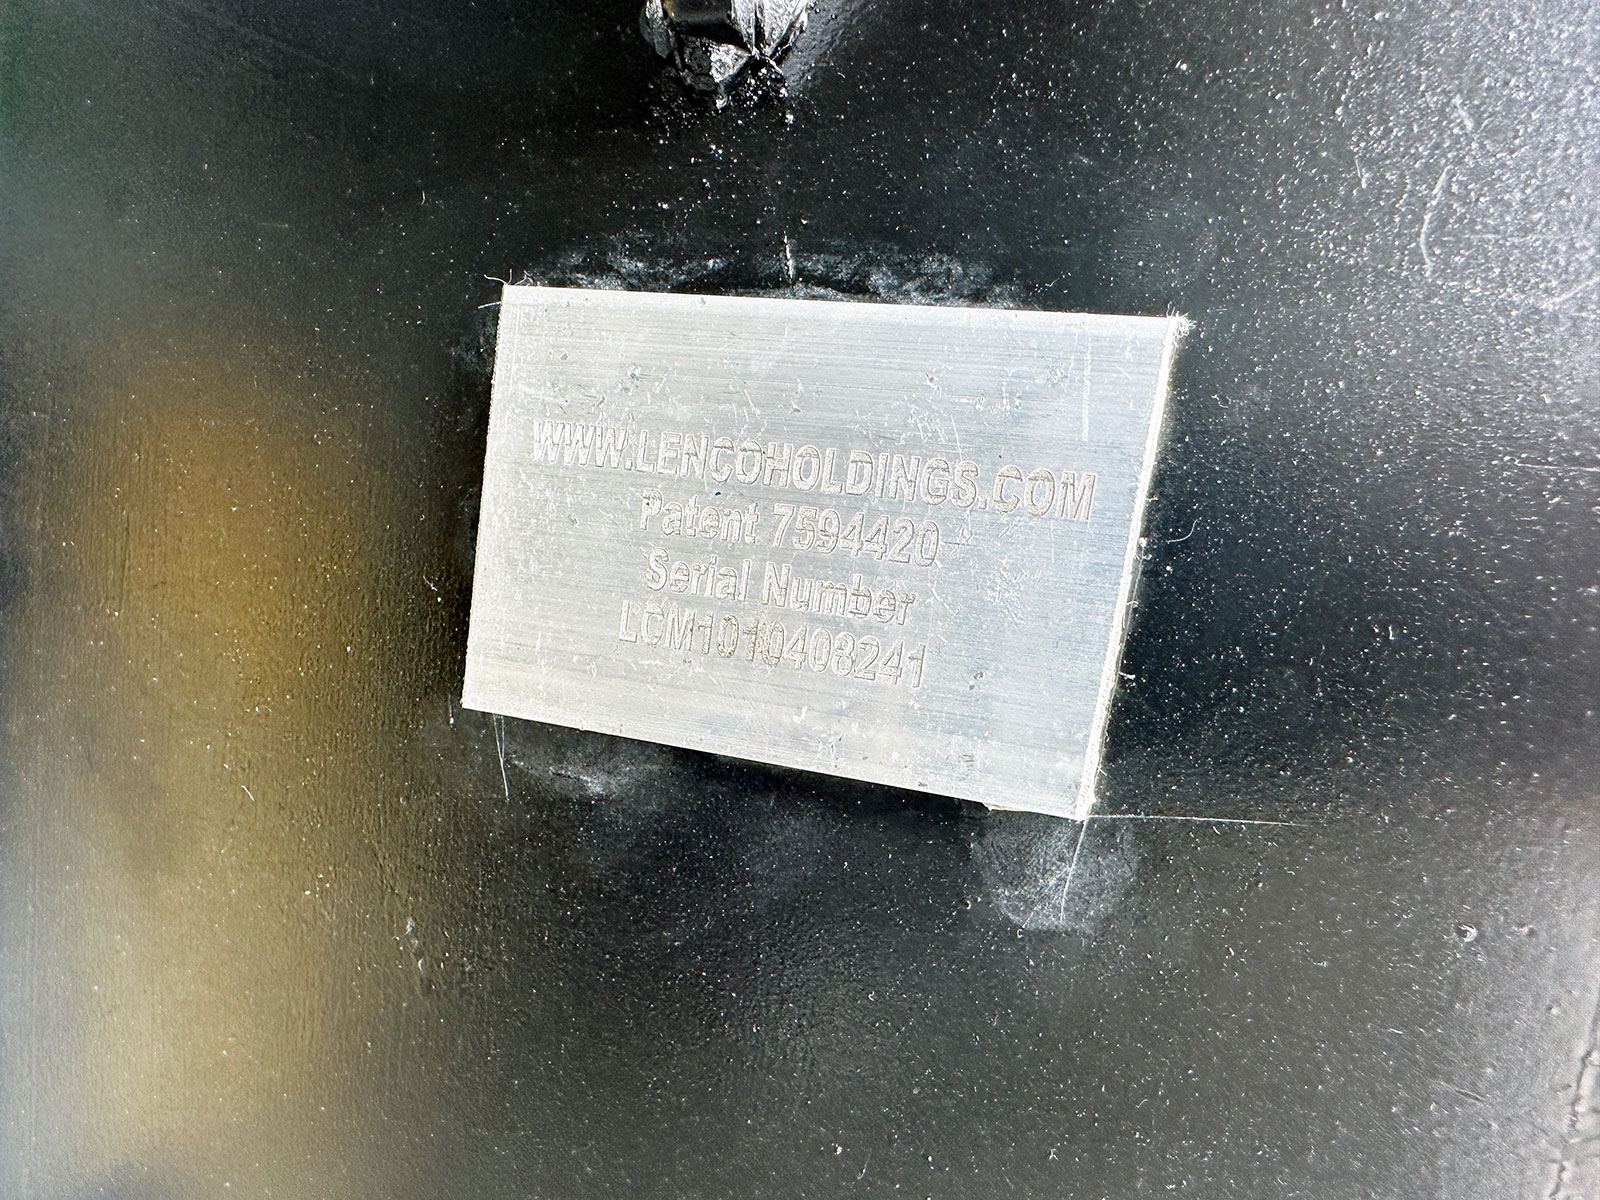 WWW.LENCOHOLDINGS.COM
Patent 7594420
Serial Number
LCM1010408241